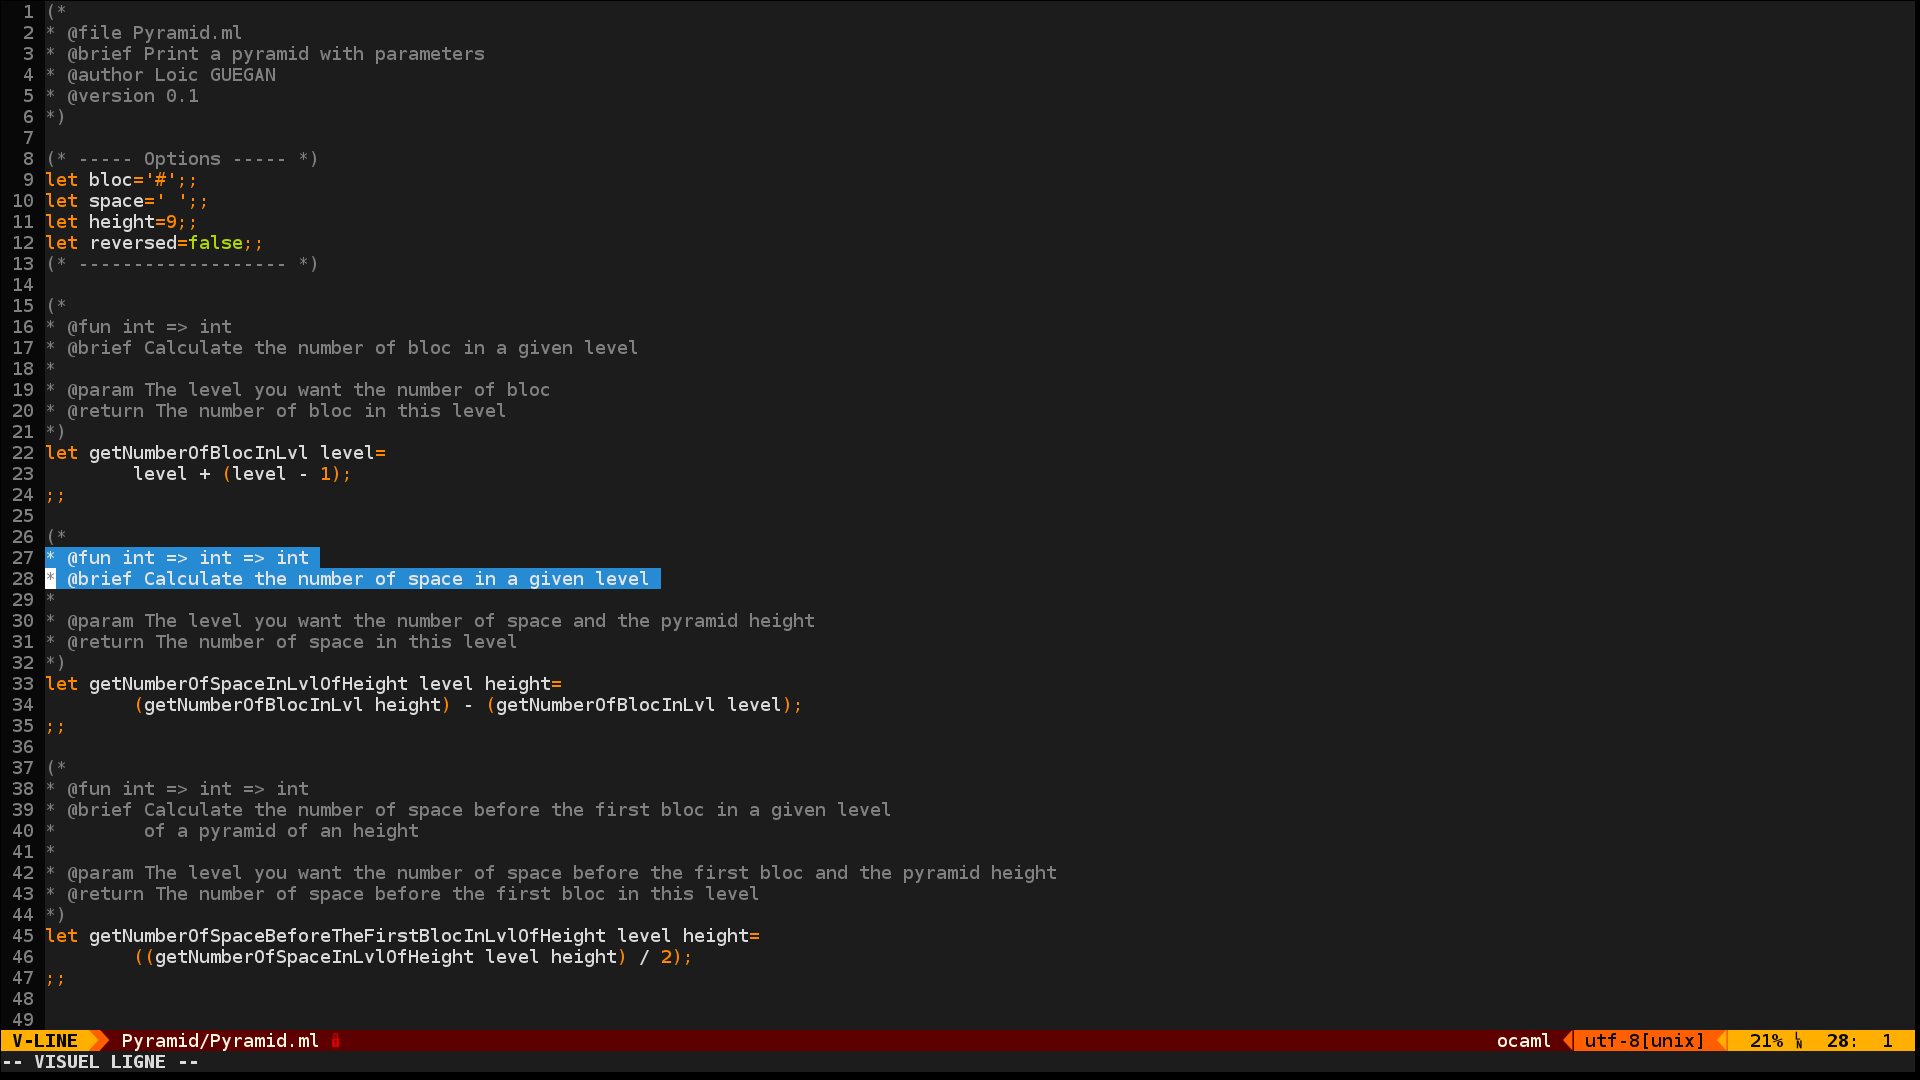 1 (*
2 * @file Pyramid.ml
3 * @brief Print a pyramid with parameters
4 * @author Loic GUEGAN
5 * @version 0.1
6 *)
7
8 (* ----- Options ----- *)
9 let bloc='#';;
10 let space=' ';;
11 let height=9;;
12 let reversed=false;;
13 (* ------------------- *)
14
15 (*
16 * @fun int => int
17 * @brief Calculate the number of bloc in a given level
18 *
19 * @param The level you want the number of bloc
20 * @return The number of bloc in this level
21 *)
22 let getNumberOfBlocInLvl level=
23         level + (level - 1);
24 ;;
25
26 (*
27 * @fun int => int => int
28 * @brief Calculate the number of space in a given level
29 *
30 * @param The level you want the number of space and the pyramid height
31 * @return The number of space in this level
32 *)
33 let getNumberOfSpaceInLvlOfHeight level height=
34         (getNumberOfBlocInLvl height) - (getNumberOfBlocInLvl level);
35 ;;
36
37 (*
38 * @fun int => int => int
39 * @brief Calculate the number of space before the first bloc in a given level
40 *        of a pyramid of an height
41 *
42 * @param The level you want the number of space before the first bloc and the pyramid height
43 * @return The number of space before the first bloc in this level
44 *)
45 let getNumberOfSpaceBeforeTheFirstBlocInLvlOfHeight level height=
46         ((getNumberOfSpaceInLvlOfHeight level height) / 2);
47 ;;
48
49
V-LINE Pyramid/Pyramid.ml ocaml utf-8[unix] 21% 28: 1
-- VISUEL LIGNE --